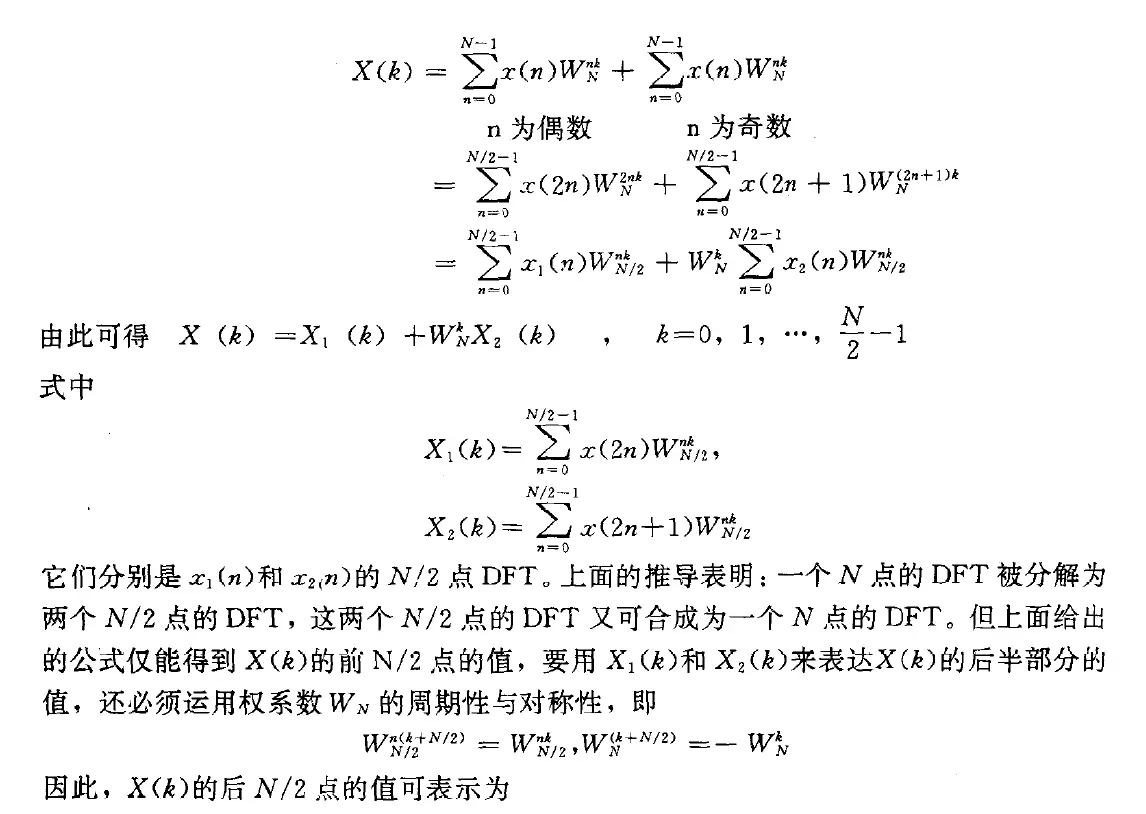 X(k) = \sum_{n=0}^{N-1} x(n)W_N^{nk} + \sum_{n=0}^{N-1} x(n)W_N^{nk}
n 为偶数 n 为奇数
= \sum_{n=0}^{N/2-1} x(2n)W_N^{2nk} + \sum_{n=0}^{N/2-1} x(2n + 1)W_N^{(2n+1)k}
= \sum_{n=0}^{N/2-1} x_1(n)W_{N/2}^{nk} + W_N^k \sum_{n=0}^{N/2-1} x_2(n)W_{N/2}^{nk}
由此可得 X (k) =X_1 (k) +W_N^k X_2 (k) , k=0, 1, …, \frac{N}{2}-1
式中
X_1(k)= \sum_{n=0}^{N/2-1} x(2n)W_{N/2}^{nk},
X_2(k)= \sum_{n=0}^{N/2-1} x(2n+1)W_{N/2}^{nk}
它们分别是 x_1(n)和 x_2(n)的 N/2 点 DFT。上面的推导表明：一个 N 点的 DFT 被分解为
两个 N/2 点的 DFT，这两个 N/2 点的 DFT 又可合成为一个 N 点的 DFT。但上面给出
的公式仅能得到 X(k)的前 N/2 点的值，要用 X_1(k)和 X_2(k)来表达X(k)的后半部分的
值，还必须运用权系数 W_N 的周期性与对称性，即
W_{N/2}^{n(k+N/2)} = W_{N/2}^{nk}, W_N^{(k+N/2)} =- W_N^k
因此，X(k)的后 N/2 点的值可表示为